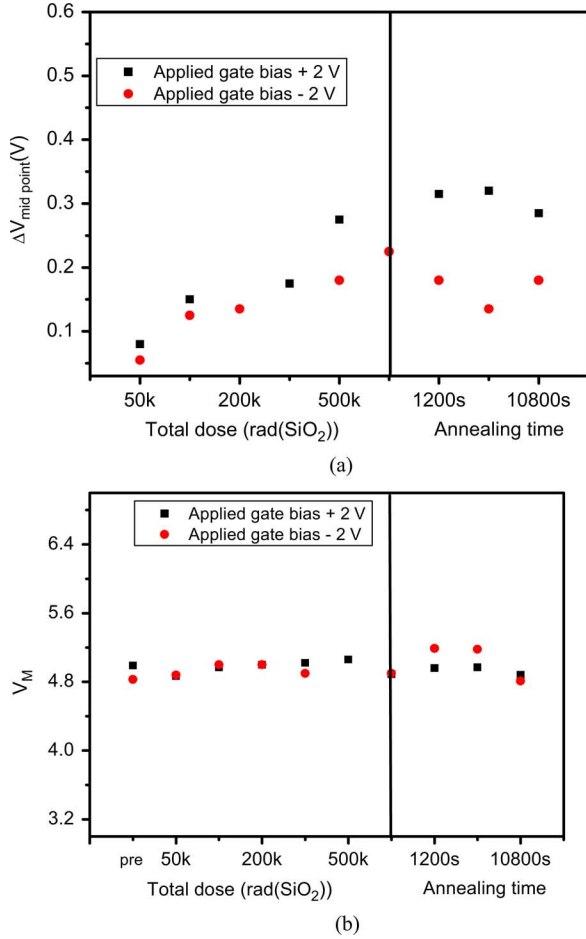 0.6
Applied gate bias + 2 V
Applied gate bias - 2 V
0.5
0.4
0.3
0.2
0.1
ΔV_mid point(V)
50k 200k 500k 1200s 10800s
Total dose (rad(SiO₂)) Annealing time
(a)
Applied gate bias + 2 V
Applied gate bias - 2 V
6.4
5.6
4.8
4.0
3.2
V_M
pre 50k 200k 500k 1200s 10800s
Total dose (rad(SiO₂)) Annealing time
(b)